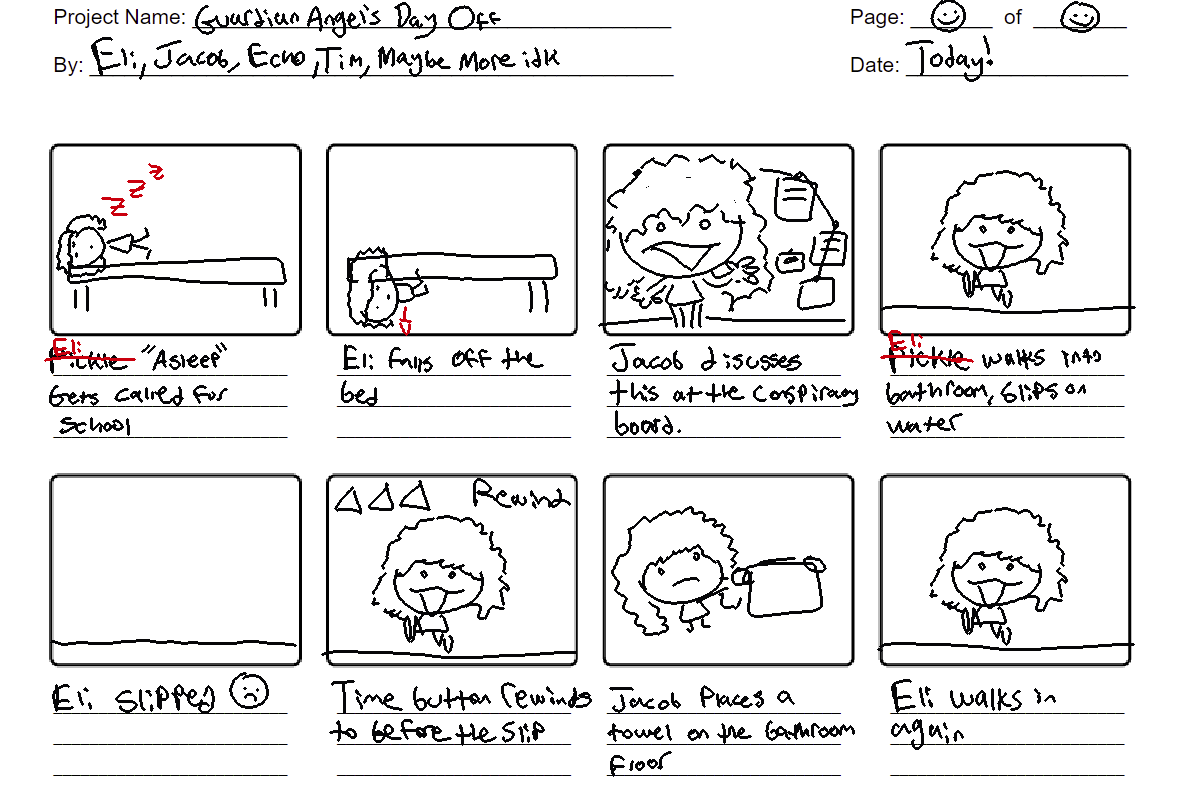 Project Name: Guardian Angel's Day Off
Page: of
By: Eli, Jacob, Echo, Tim, Maybe More idk
Date: Today!
z z z
Eli Pickle "Asleep"
Gets called for
School
Eli falls off the
bed
Jacob discusses
this at the conspiracy
board.
Eli Pickle walks into
bathroom, slips on
water
Rewind
Eli slipped
Time button rewinds
to before the slip
Jacob Places a
towel on the bathroom
floor
Eli walks in
again